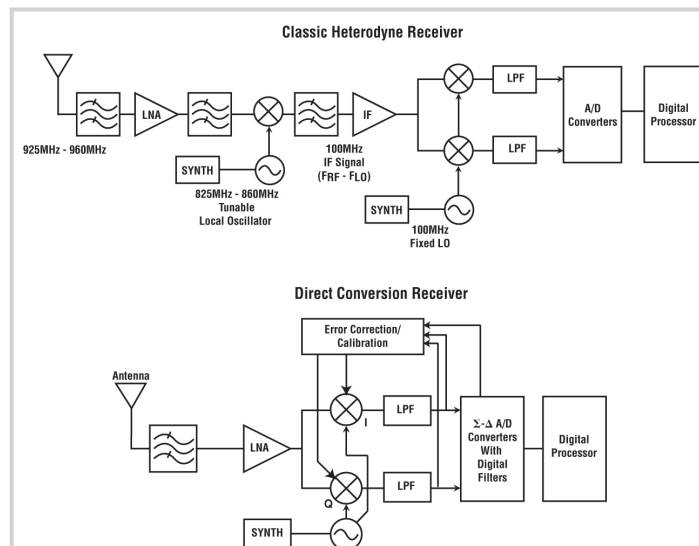 Classic Heterodyne Receiver
925MHz - 960MHz
LNA
SYNTH
825MHz - 860MHz
Tunable
Local Oscillator
100MHz
IF Signal
(FRF - FLO)
IF
SYNTH
100MHz
Fixed LO
LPF
LPF
A/D
Converters
Digital
Processor
Direct Conversion Receiver
Error Correction/
Calibration
Antenna
LNA
I
Q
SYNTH
LPF
LPF
Σ-Δ A/D
Converters
With
Digital
Filters
Digital
Processor